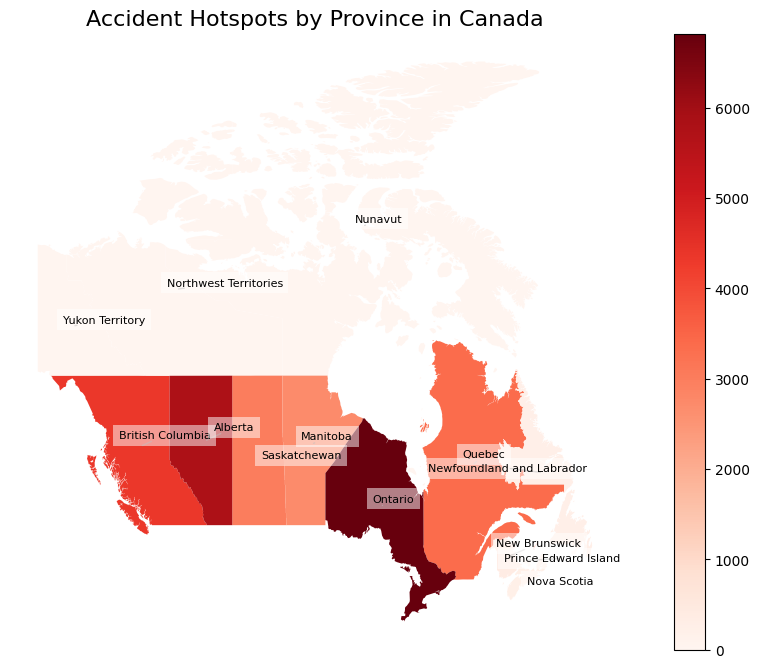 Accident Hotspots by Province in Canada
Nunavut
Northwest Territories
Yukon Territory
British Columbia
Alberta
Saskatchewan
Manitoba
Ontario
Quebec
Newfoundland and Labrador
New Brunswick
Prince Edward Island
Nova Scotia
6000
5000
4000
3000
2000
1000
0